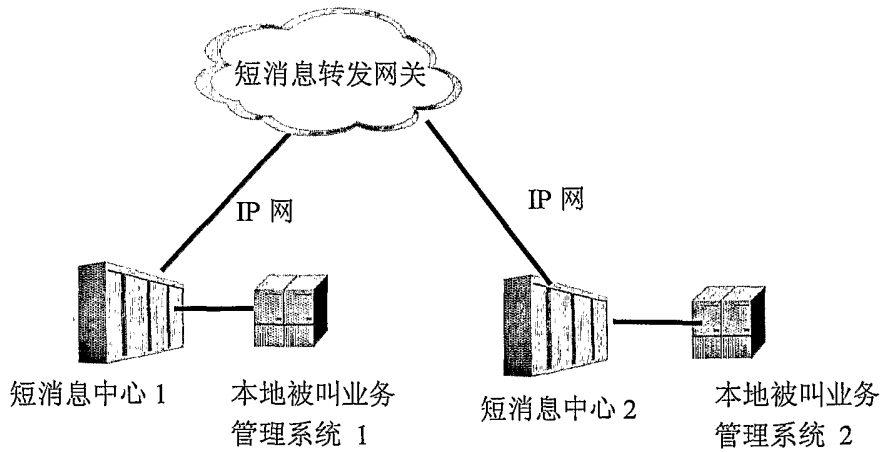 短消息转发网关
IP 网
IP 网
短消息中心 1
本地被叫业务
管理系统 1
短消息中心 2
本地被叫业务
管理系统 2